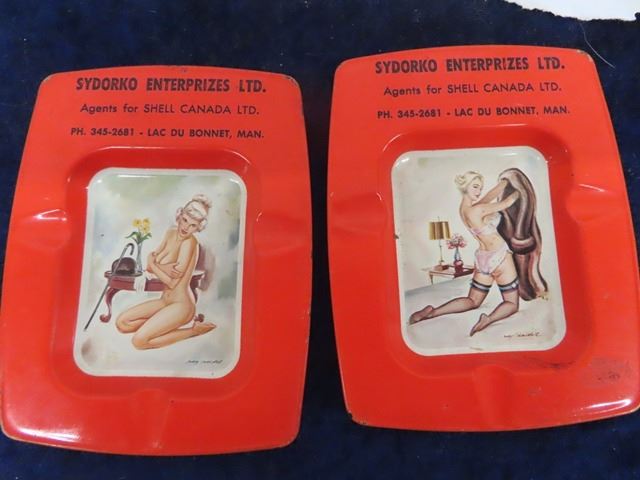 SYDORKO ENTERPRIZES LTD.
Agents for SHELL CANADA LTD.
PH. 345-2681 - LAC DU BONNET, MAN.
SYDORKO ENTERPRIZES LTD.
Agents for SHELL CANADA LTD.
PH. 345-2681 - LAC DU BONNET, MAN.